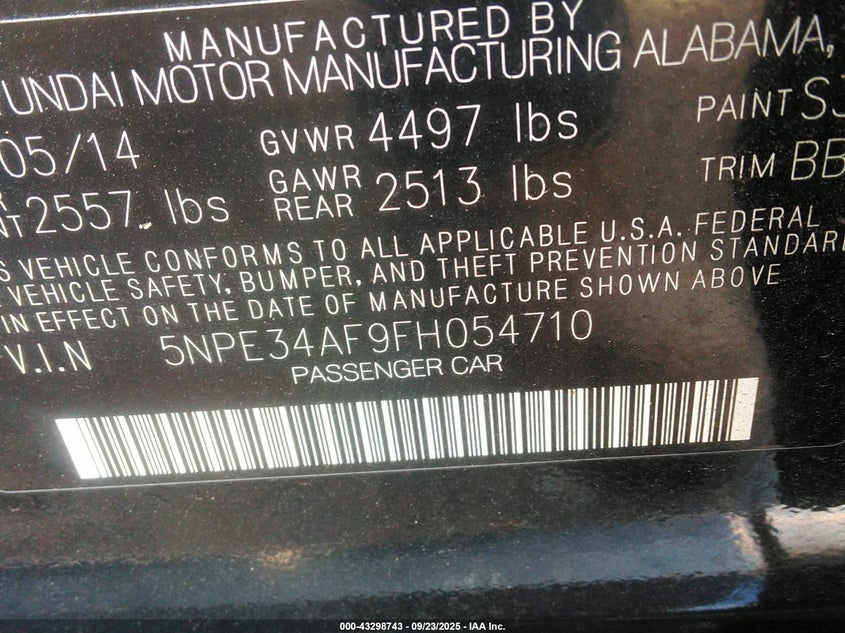 MANUFACTURED BY
YUNDAI MOTOR MANUFACTURING ALABAMA,
05/14 GVWR 4497 lbs PAINT S
2557 lbs GAWR REAR 2513 lbs TRIM BB
S VEHICLE CONFORMS TO ALL APPLICABLE U.S.A. FEDERAL
VEHICLE SAFETY, BUMPER, AND THEFT PREVENTION STANDAR
IN EFFECT ON THE DATE OF MANUFACTURE SHOWN ABOVE
V.I.N 5NPE34AF9FH054710
PASSENGER CAR
000-43298743 - 09/23/2025 - IAA Inc.